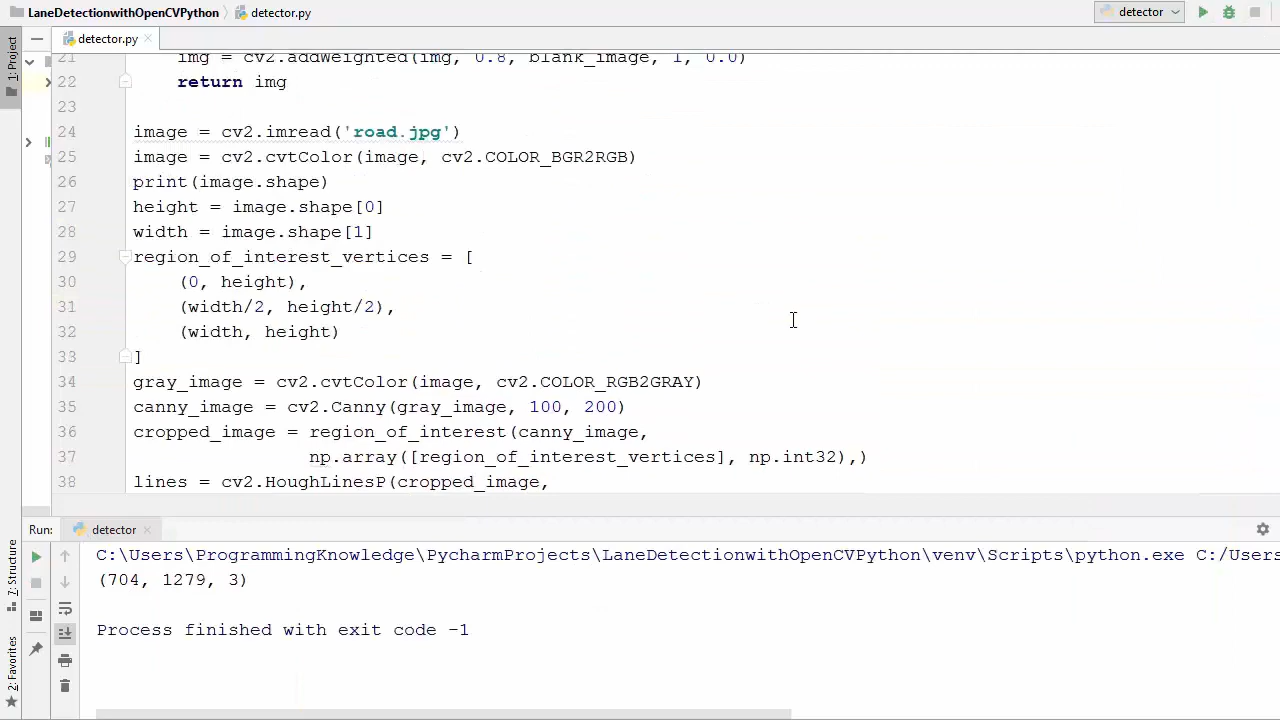 LaneDetectionwithOpenCVPython
detector.py
detector
1: Project
detector.py
21 img = cv2.addWeighted(img, 0.8, blank_image, 1, 0.0)
22 return img
23
24 image = cv2.imread('road.jpg')
25 image = cv2.cvtColor(image, cv2.COLOR_BGR2RGB)
26 print(image.shape)
27 height = image.shape[0]
28 width = image.shape[1]
29 region_of_interest_vertices = [
30 (0, height),
31 (width/2, height/2),
32 (width, height)
33 ]
34 gray_image = cv2.cvtColor(image, cv2.COLOR_RGB2GRAY)
35 canny_image = cv2.Canny(gray_image, 100, 200)
36 cropped_image = region_of_interest(canny_image,
37 np.array([region_of_interest_vertices], np.int32),)
38 lines = cv2.HoughLinesP(cropped_image,
Run: detector
C:\Users\ProgrammingKnowledge\PycharmProjects\LaneDetectionwithOpenCVPython\venv\Scripts\python.exe C:/Users
(704, 1279, 3)
Process finished with exit code -1
Z: Structure
2: Favorites